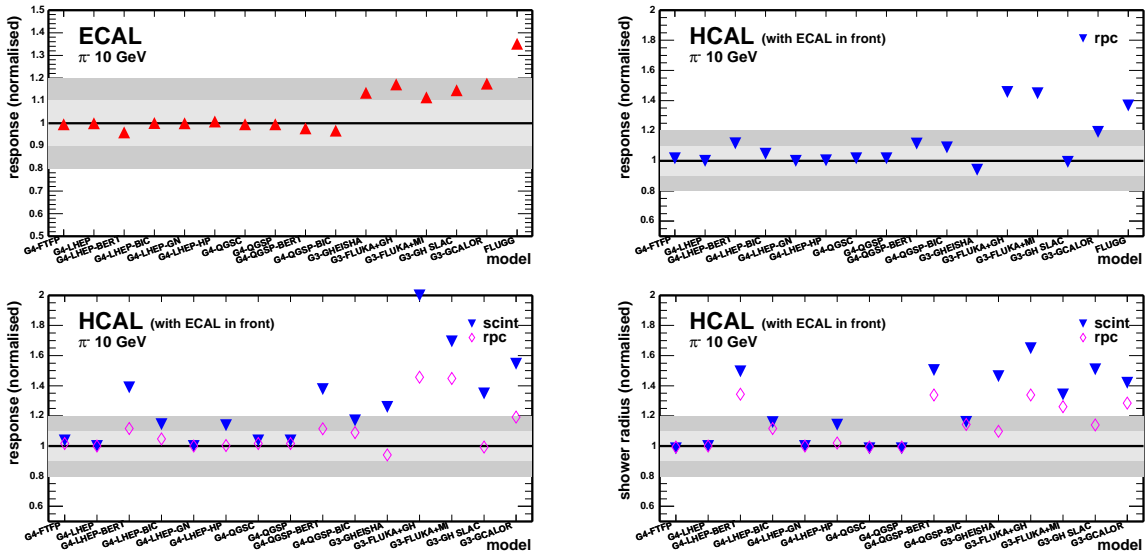 ECAL
π- 10 GeV
response (normalised)
1.5
1.4
1.3
1.2
1.1
1
0.9
0.8
0.7
0.6
0.5
G4-FTFP
G4-LHEP
G4-LHEP-BERT
G4-LHEP-BIC
G4-LHEP-GN
G4-LHEP-HP
G4-QGSC
G4-QGSP
G4-QGSP-BERT
G4-QGSP-BIC
G3-GHEISHA
G3-FLUKA+GH
G3-FLUKA+MI
G3-GH SLAC
G3-GCALOR
FLUGG
model
HCAL (with ECAL in front)
π- 10 GeV
rpc
response (normalised)
2
1.8
1.6
1.4
1.2
1
0.8
0.6
G4-FTFP
G4-LHEP
G4-LHEP-BERT
G4-LHEP-BIC
G4-LHEP-GN
G4-LHEP-HP
G4-QGSC
G4-QGSP
G4-QGSP-BERT
G4-QGSP-BIC
G3-GHEISHA
G3-FLUKA+GH
G3-FLUKA+MI
G3-GH SLAC
G3-GCALOR
FLUGG
model
HCAL (with ECAL in front)
π- 10 GeV
scint
rpc
response (normalised)
2
1.8
1.6
1.4
1.2
1
0.8
0.6
G4-FTFP
G4-LHEP
G4-LHEP-BERT
G4-LHEP-BIC
G4-LHEP-GN
G4-LHEP-HP
G4-QGSC
G4-QGSP
G4-QGSP-BERT
G4-QGSP-BIC
G3-GHEISHA
G3-FLUKA+GH
G3-FLUKA+MI
G3-GH SLAC
G3-GCALOR
model
HCAL (with ECAL in front)
π- 10 GeV
scint
rpc
shower radius (normalised)
2
1.8
1.6
1.4
1.2
1
0.8
0.6
G4-FTFP
G4-LHEP
G4-LHEP-BERT
G4-LHEP-BIC
G4-LHEP-GN
G4-LHEP-HP
G4-QGSC
G4-QGSP
G4-QGSP-BERT
G4-QGSP-BIC
G3-GHEISHA
G3-FLUKA+GH
G3-FLUKA+MI
G3-GH SLAC
G3-GCALOR
model